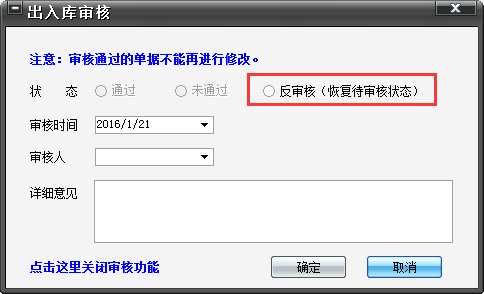 出入库审核
注意：审核通过的单据不能再进行修改。
状 态 通过 未通过 反审核（恢复待审核状态）
审核时间 2016/1/21
审核人
详细意见
点击这里关闭审核功能 确定 取消